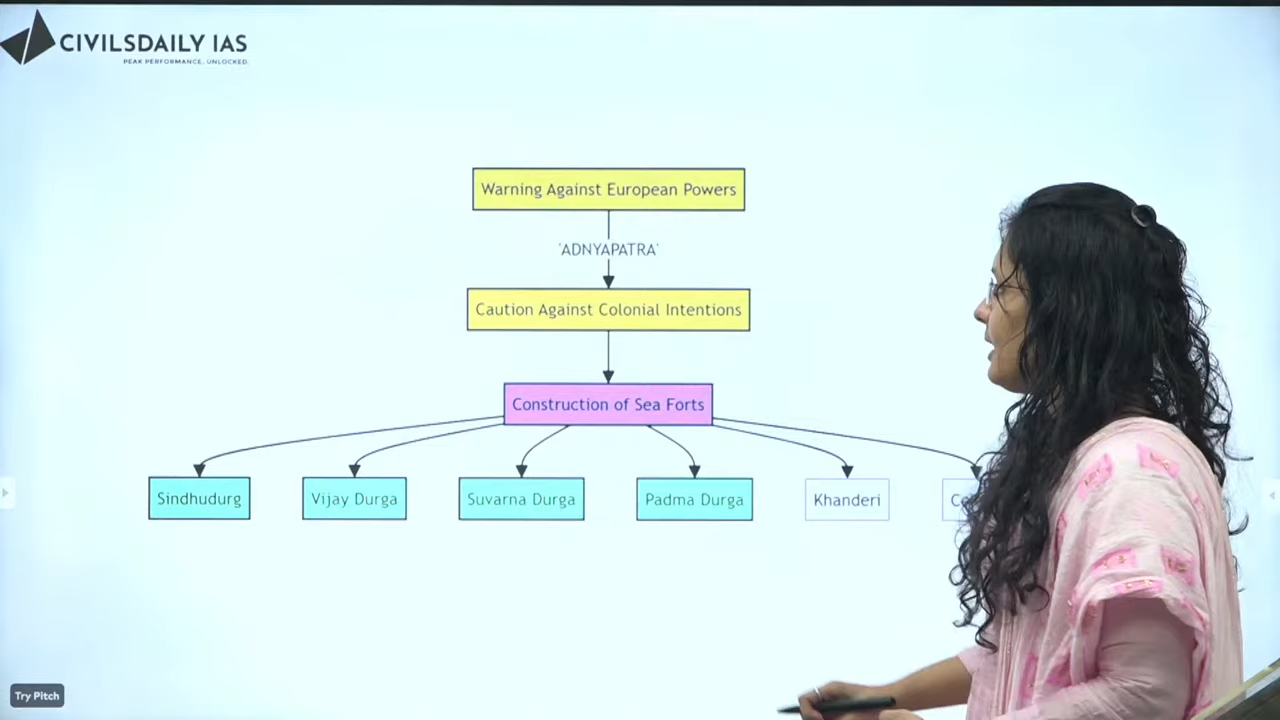 CIVILSDAILY IAS
PEAK PERFORMANCE. UNLOCKED.
Warning Against European Powers
'ADNYAPATRA'
Caution Against Colonial Intentions
Construction of Sea Forts
Sindhudurg
Vijay Durga
Suvarna Durga
Padma Durga
Khanderi
Try Pitch